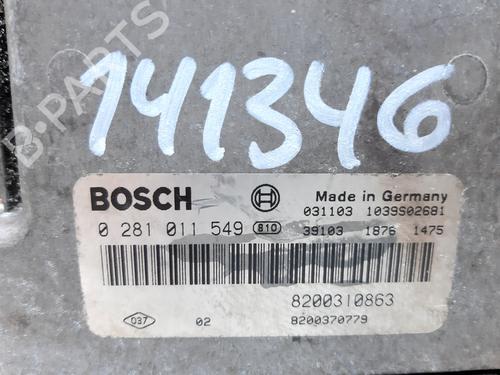 B-PARTS
141346
BOSCH
Made in Germany
031103 1039S02681
0 281 011 549 810
39103 1876 1475
8200310863
037 02 8200370779